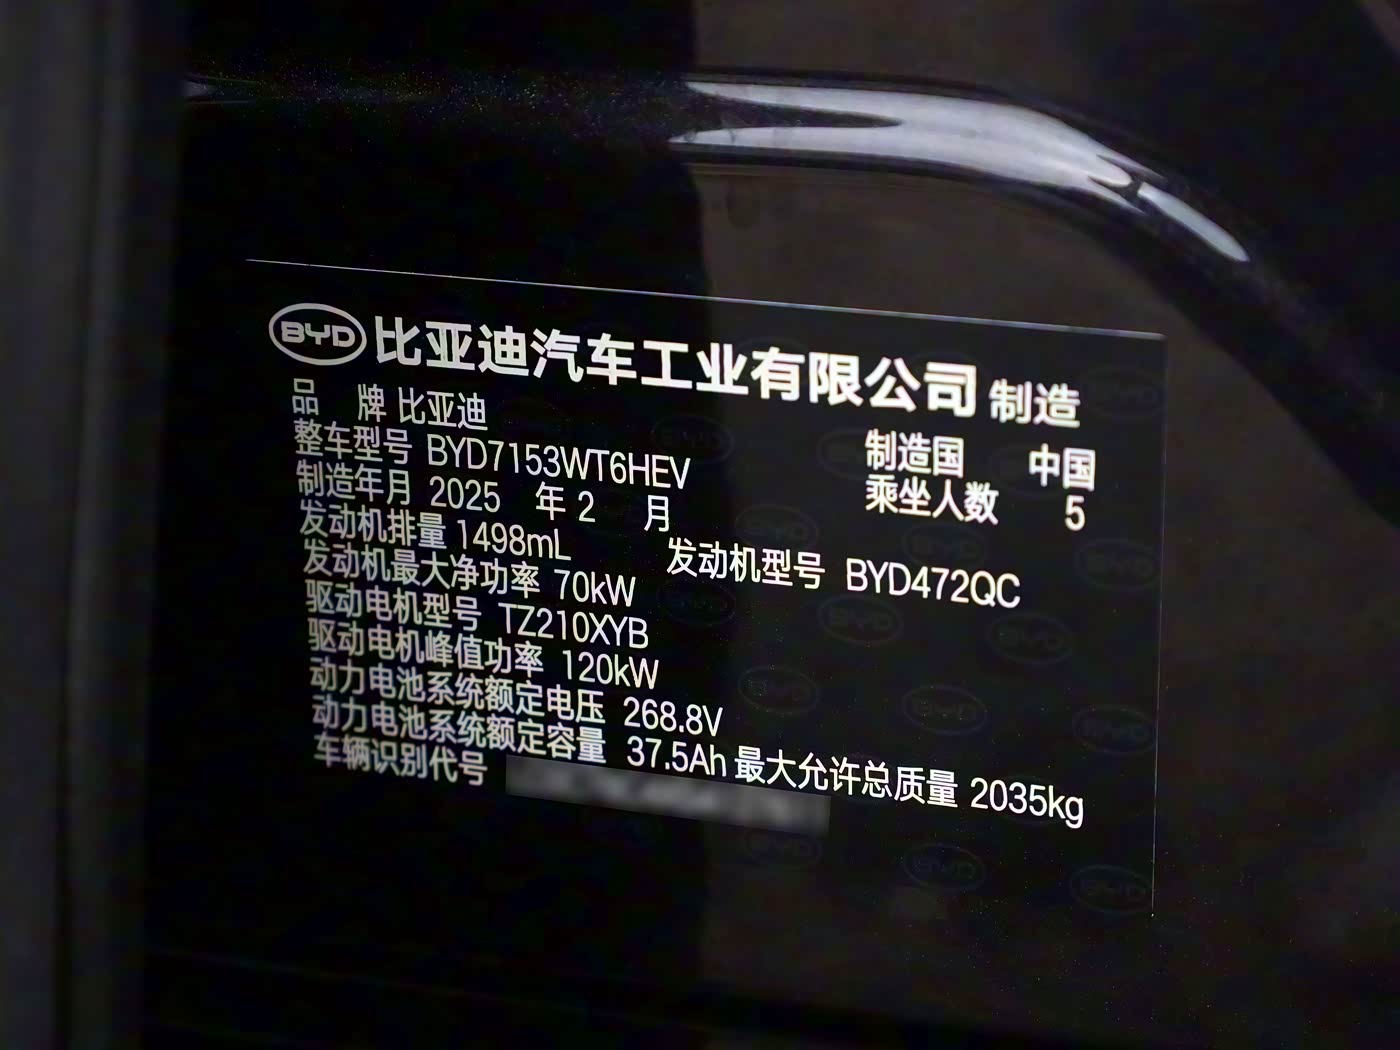 BYD 比亚迪汽车工业有限公司 制造
品 牌 比亚迪
制造国 中国
整车型号 BYD7153WT6HEV
乘坐人数 5
制造年月 2025 年 2 月
发动机排量 1498mL 发动机型号 BYD472QC
发动机最大净功率 70kW
驱动电机型号 TZ210XYB
驱动电机峰值功率 120kW
动力电池系统额定电压 268.8V
动力电池系统额定容量 37.5Ah 最大允许总质量 2035kg
车辆识别代号